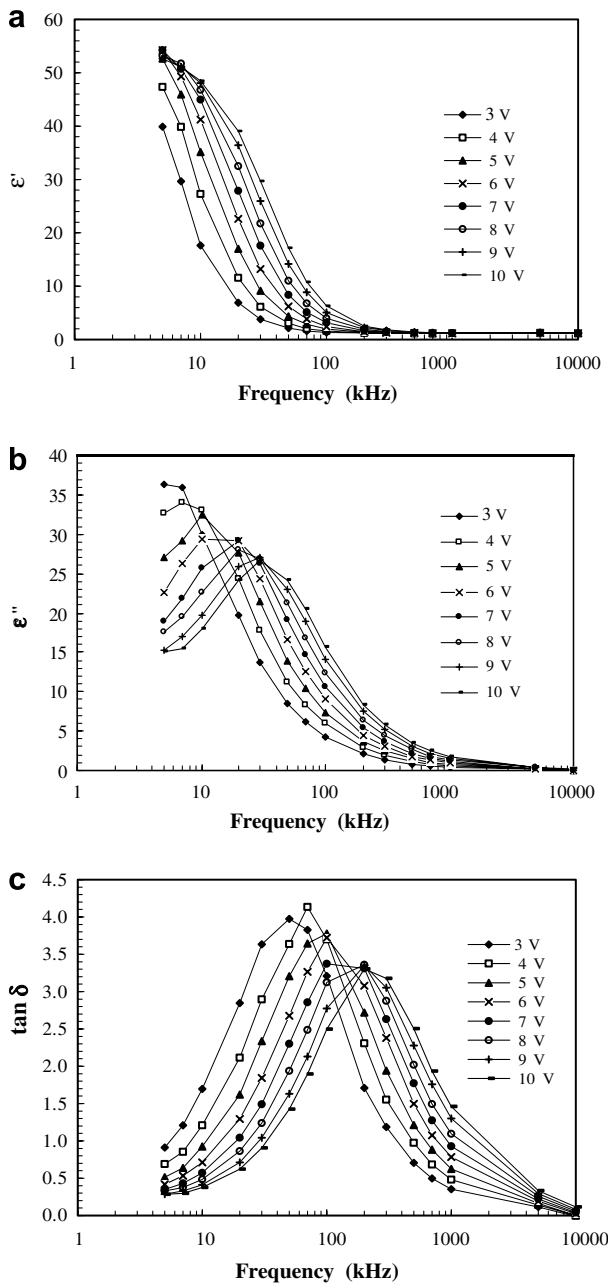 a
60
50
40
30
20
10
0
ε'
3 V
4 V
5 V
6 V
7 V
8 V
9 V
10 V
1 10 100 1000 10000
Frequency (kHz)
b
40
35
30
25
20
15
10
5
0
ε"
3 V
4 V
5 V
6 V
7 V
8 V
9 V
10 V
1 10 100 1000 10000
Frequency (kHz)
c
4.5
4.0
3.5
3.0
2.5
2.0
1.5
1.0
0.5
0.0
tan δ
3 V
4 V
5 V
6 V
7 V
8 V
9 V
10 V
1 10 100 1000 10000
Frequency (kHz)